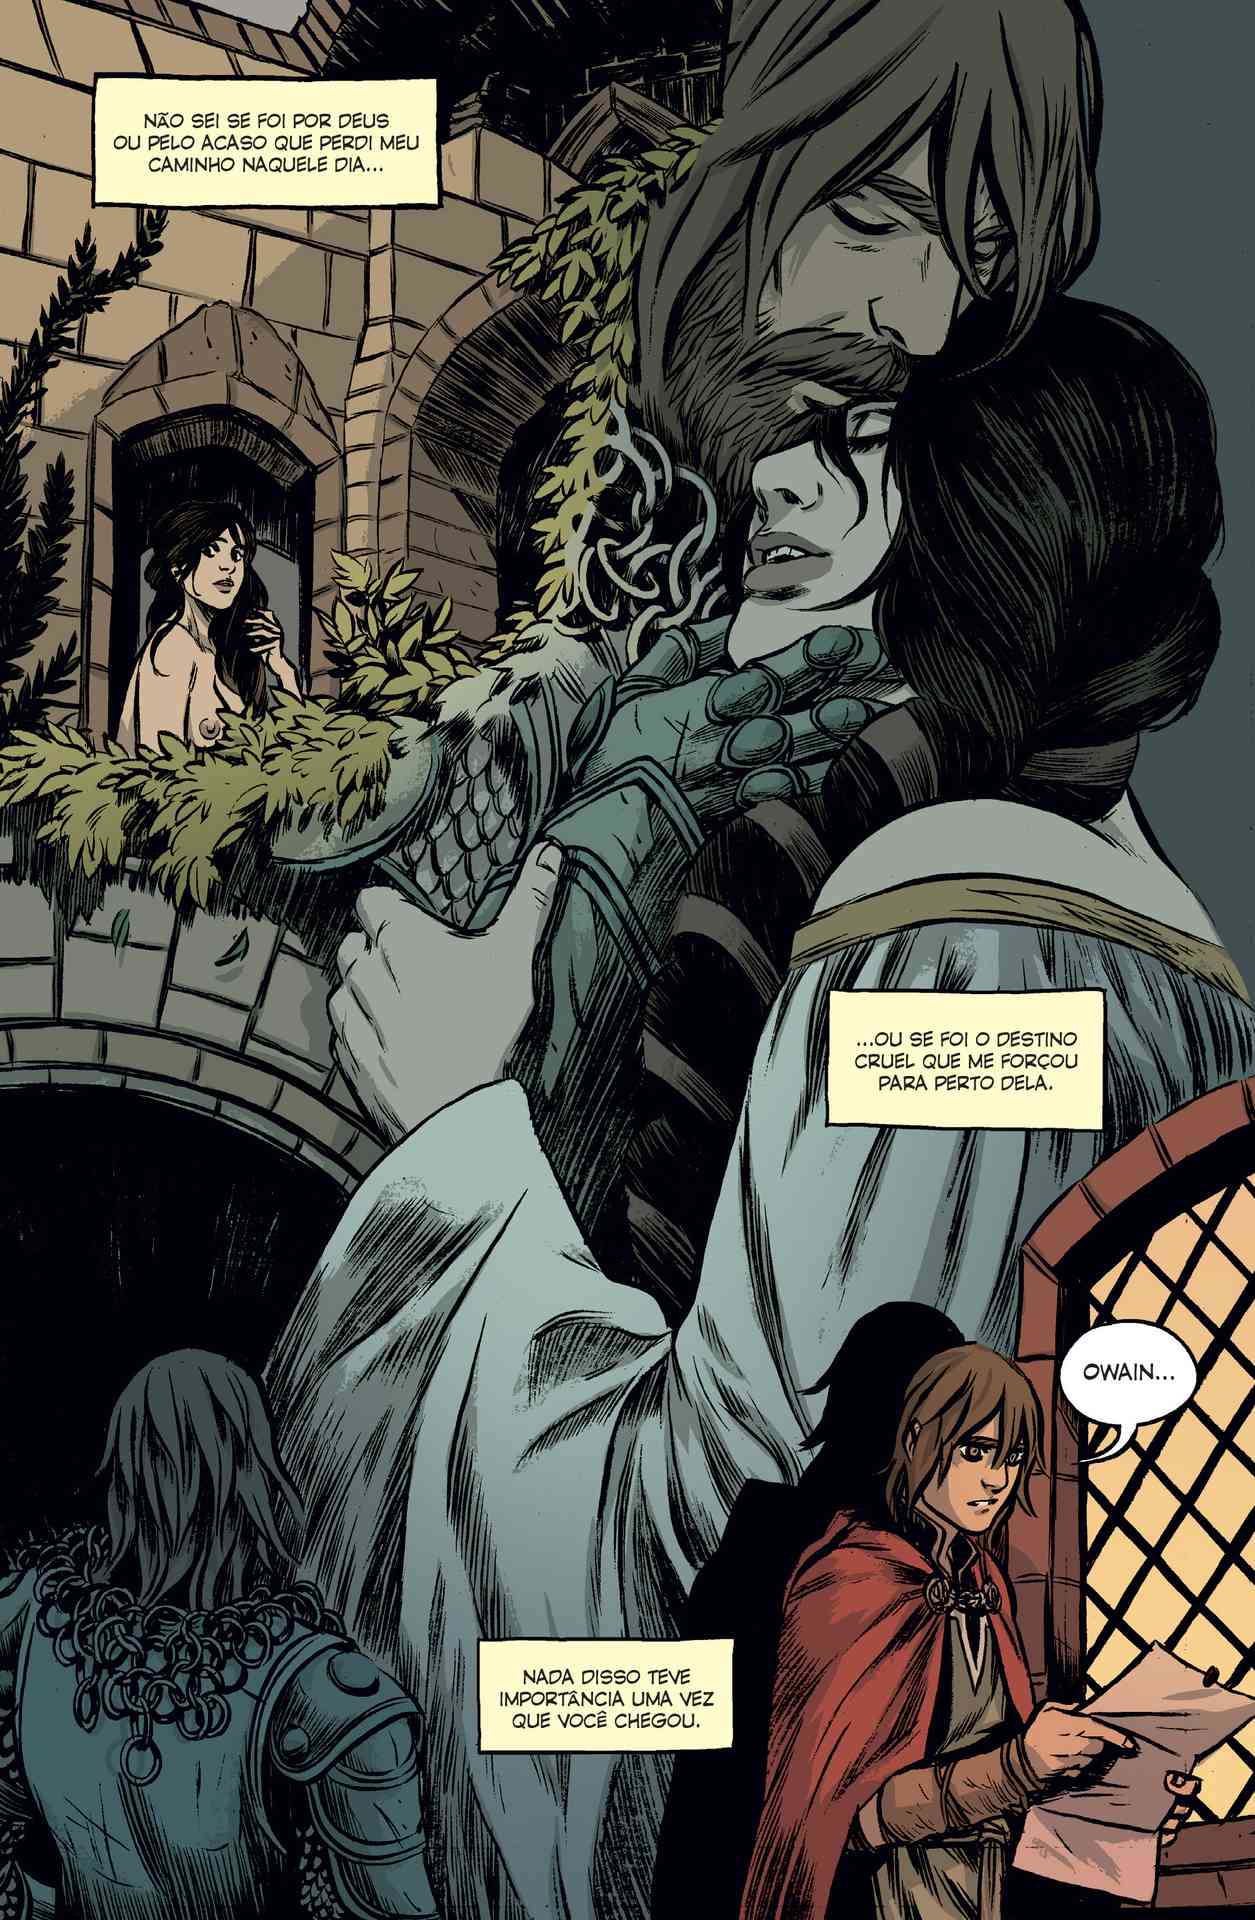 NÃO SEI SE FOI POR DEUS
OU PELO ACASO QUE PERDI MEU
CAMINHO NAQUELE DIA...
...OU SE FOI O DESTINO
CRUEL QUE ME FORÇOU
PARA PERTO DELA.
OWAIN...
NADA DISSO TEVE
IMPORTÂNCIA UMA VEZ
QUE VOCÊ CHEGOU.